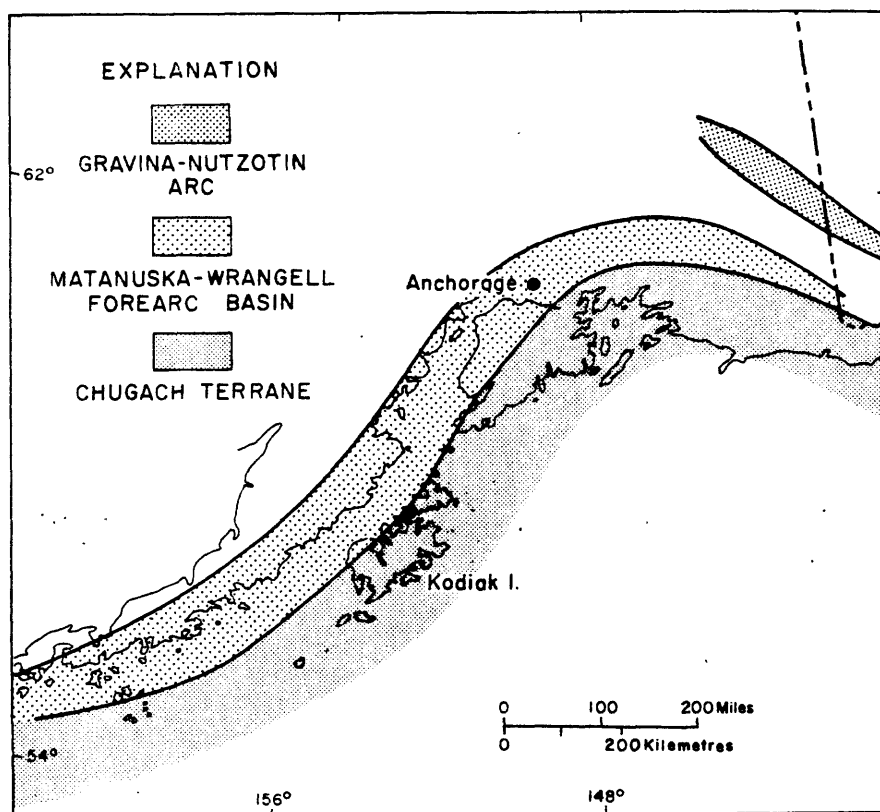 EXPLANATION
GRAVINA-NUTZOTIN
ARC
MATANUSKA-WRANGELL
FOREARC BASIN
CHUGACH TERRANE
62°
Anchorage
Kodiak I.
0 100 200 Miles
0 200 Kilometres
54°
156° 148°